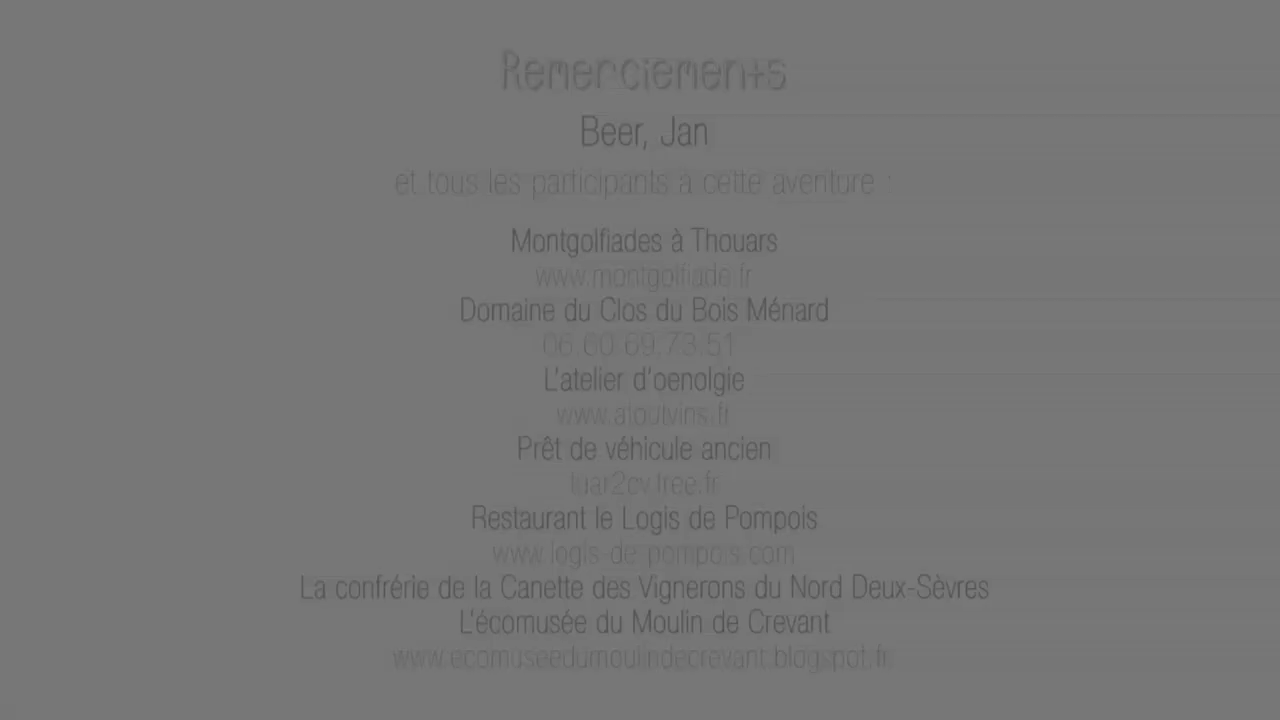 Remerciements
Beer, Jan
et tous les participants à cette aventure :
Montgolfiades à Thouars
www.montgolfiade.fr
Domaine du Clos du Bois Ménard
06.60.69.73.51
L'atelier d'oenolgie
www.atoutvins.fr
Prêt de véhicule ancien
Restaurant le Logis de Pompois
www.logis-de-pompois.com
La confrérie de la Canette des Vignerons du Nord Deux-Sèvres
L'écomusée du Moulin de Crevant
www.ecomuseedumoulindecrevant.blogspot.fr